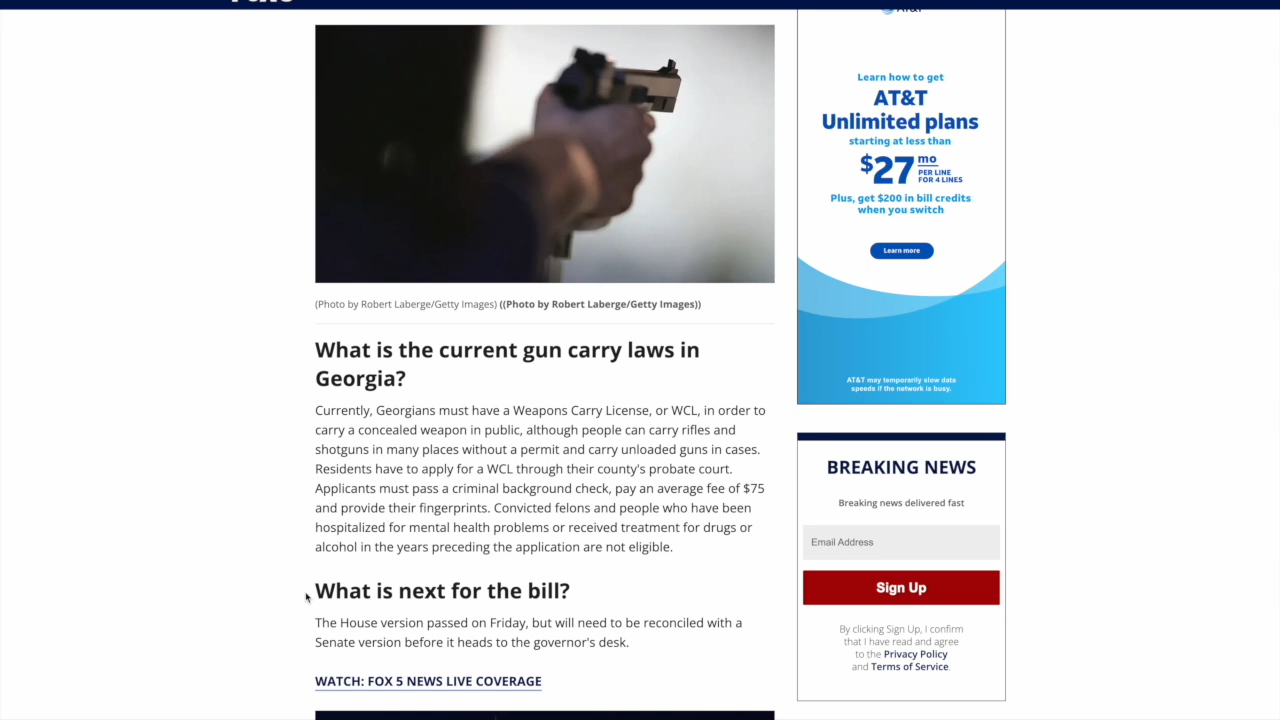 AT&T
Learn how to get
AT&T
Unlimited plans
starting at less than
$27 mo
PER LINE
FOR 4 LINES
Plus, get $200 in bill credits
when you switch
Learn more
AT&T may temporarily slow data
speeds if the network is busy.
(Photo by Robert Laberge/Getty Images) ((Photo by Robert Laberge/Getty Images))
What is the current gun carry laws in
Georgia?
Currently, Georgians must have a Weapons Carry License, or WCL, in order to
carry a concealed weapon in public, although people can carry rifles and
shotguns in many places without a permit and carry unloaded guns in cases.
Residents have to apply for a WCL through their county's probate court.
Applicants must pass a criminal background check, pay an average fee of $75
and provide their fingerprints. Convicted felons and people who have been
hospitalized for mental health problems or received treatment for drugs or
alcohol in the years preceding the application are not eligible.
What is next for the bill?
The House version passed on Friday, but will need to be reconciled with a
Senate version before it heads to the governor's desk.
WATCH: FOX 5 NEWS LIVE COVERAGE
BREAKING NEWS
Breaking news delivered fast
Email Address
Sign Up
By clicking Sign Up, I confirm
that I have read and agree
to the Privacy Policy
and Terms of Service.